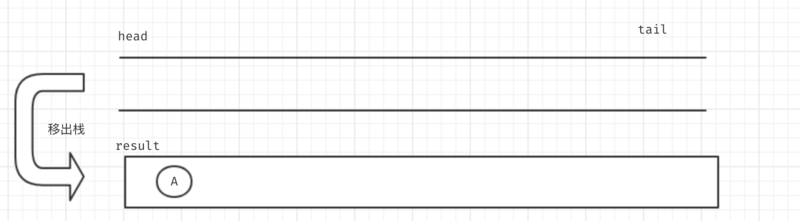 head
tail
移出栈
result
A